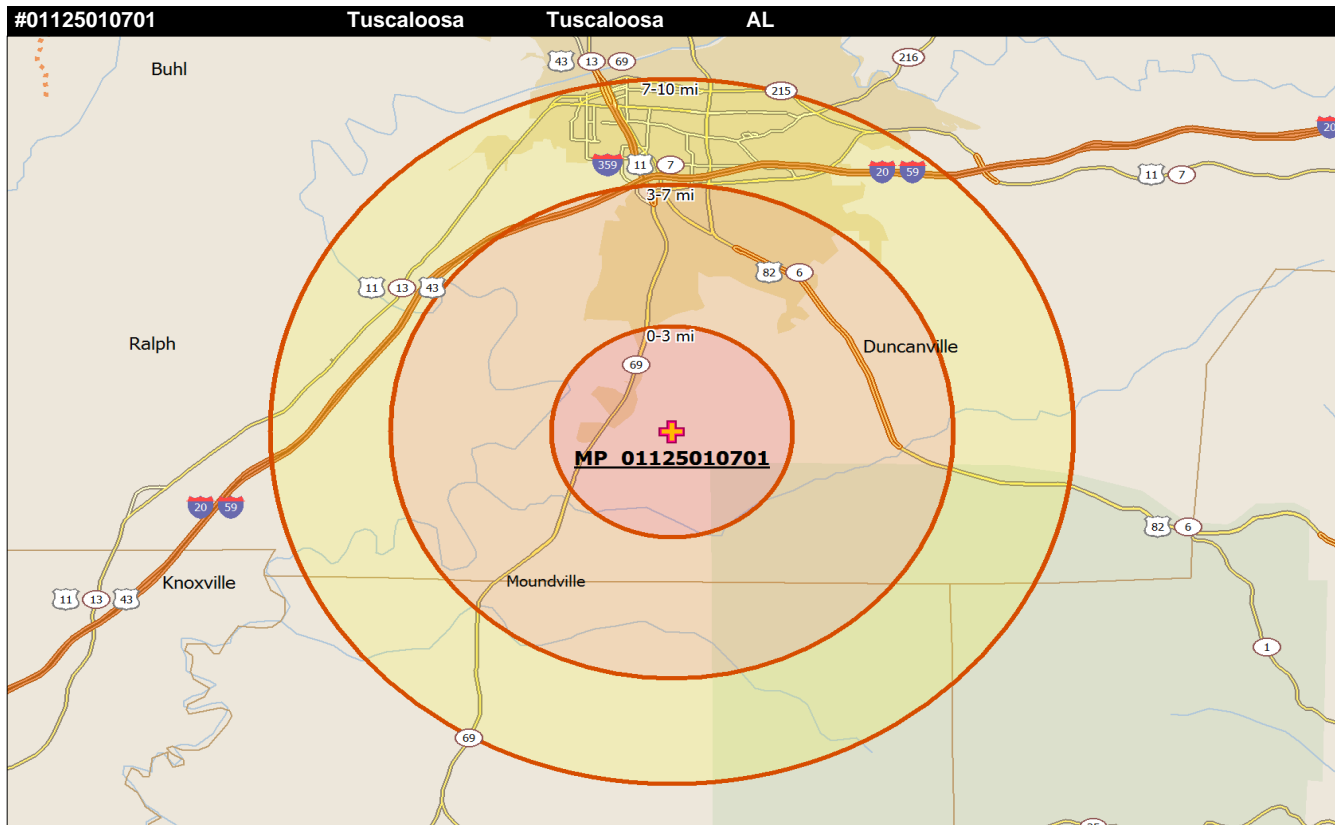 #01125010701 Tuscaloosa Tuscaloosa AL
43 13 69
216
Buhl
7-10 mi
215
20
359 11 7
20 59
11 7
3-7 mi
82 6
11 13 43
0-3 mi
Ralph
Duncanville
69
MP 01125010701
20 59
82 6
Knoxville
Moundville
11 13 43
1
69
25